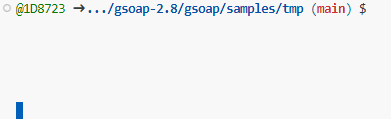 @1D8723 →.../gsoap-2.8/gsoap/samples/tmp (main) $